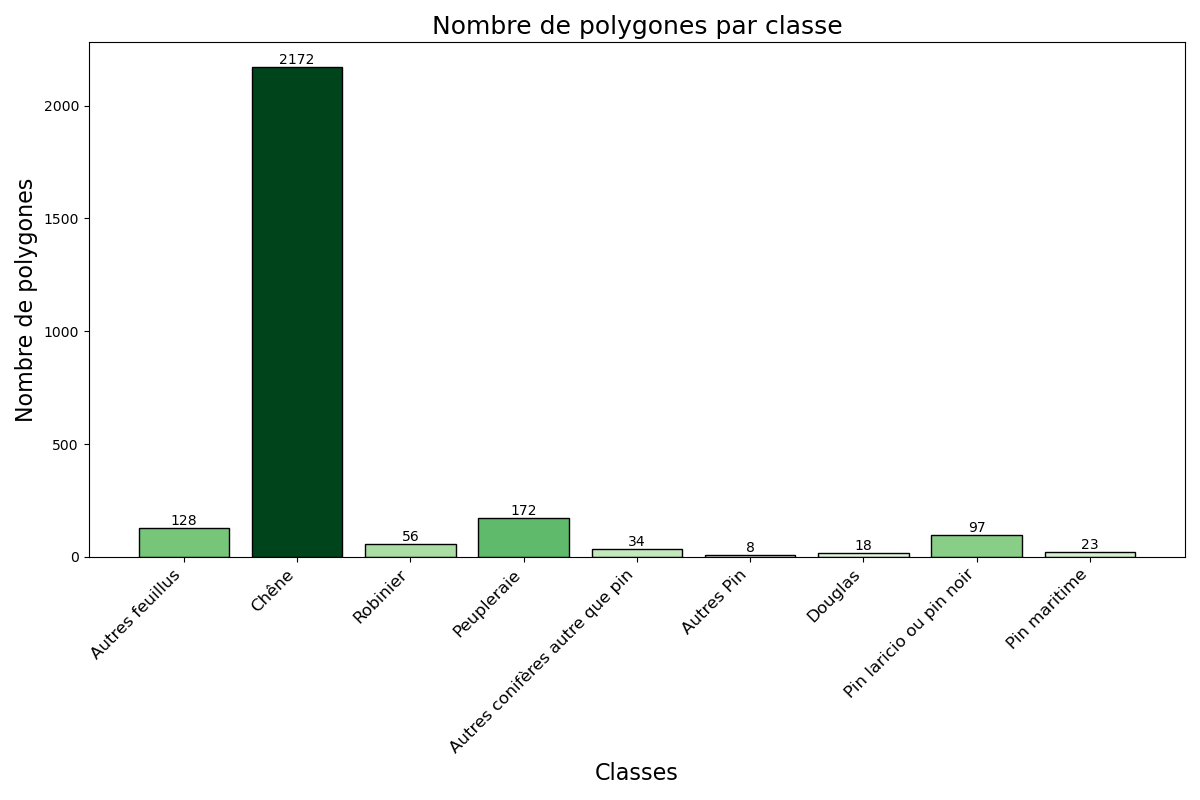 Nombre de polygones par classe
Nombre de polygones
2000
1500
1000
500
0
128
2172
56
172
34
8
18
97
23
Autres feuillus
Chêne
Robinier
Peupleraie
Autres conifères autre que pin
Autres Pin
Douglas
Pin laricio ou pin noir
Pin maritime
Classes